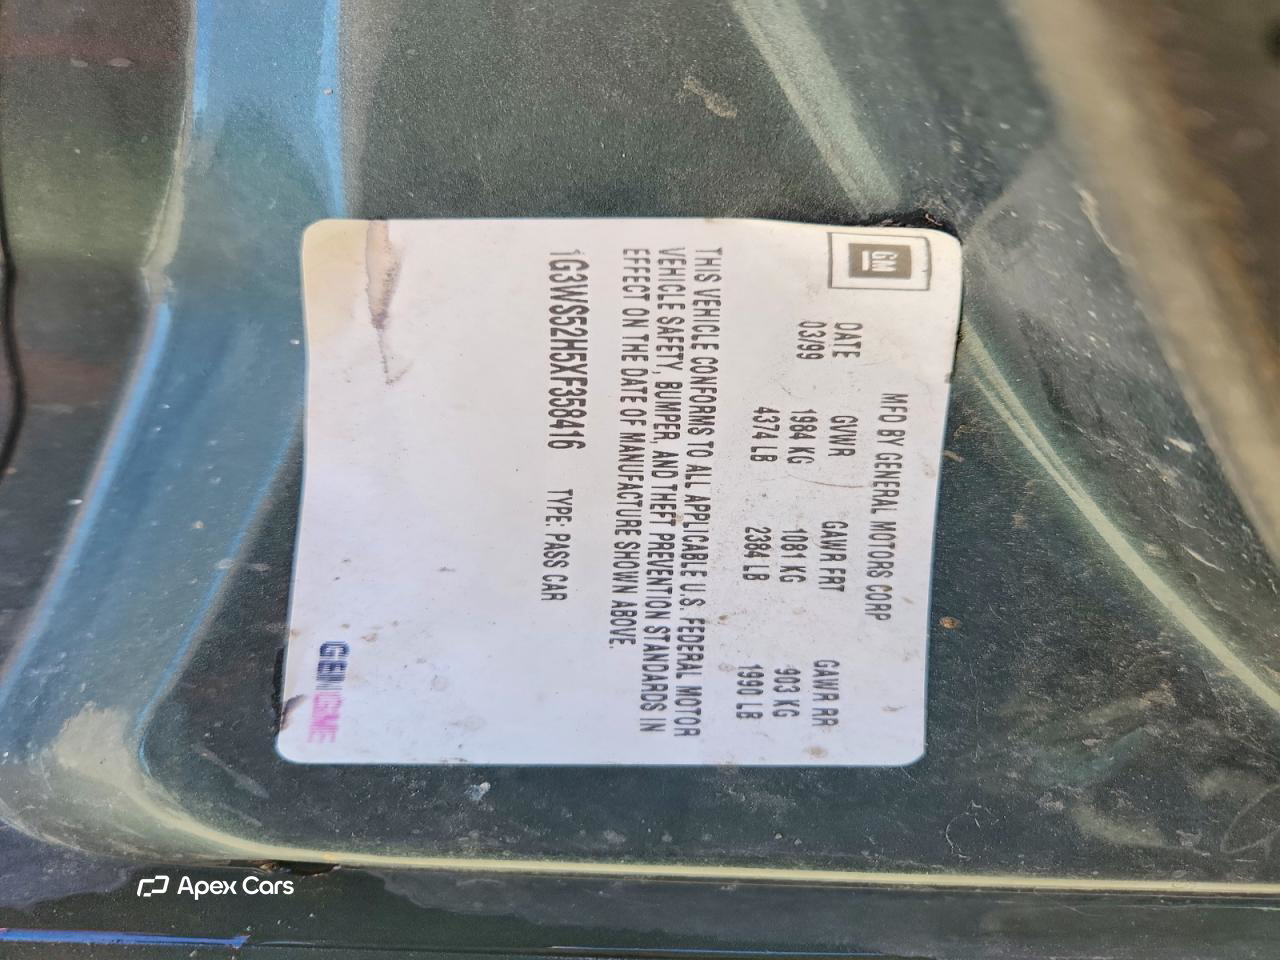 GM
MFD BY GENERAL MOTORS CORP
DATE GVWR GAWR FRT GAWR RR
03/99 1984 KG 1081 KG 903 KG
4374 LB 2384 LB 1990 LB
THIS VEHICLE CONFORMS TO ALL APPLICABLE U.S. FEDERAL MOTOR
VEHICLE SAFETY, BUMPER, AND THEFT PREVENTION STANDARDS IN
EFFECT ON THE DATE OF MANUFACTURE SHOWN ABOVE.
1G3WS52H5XF358416 TYPE: PASS CAR
Apex Cars